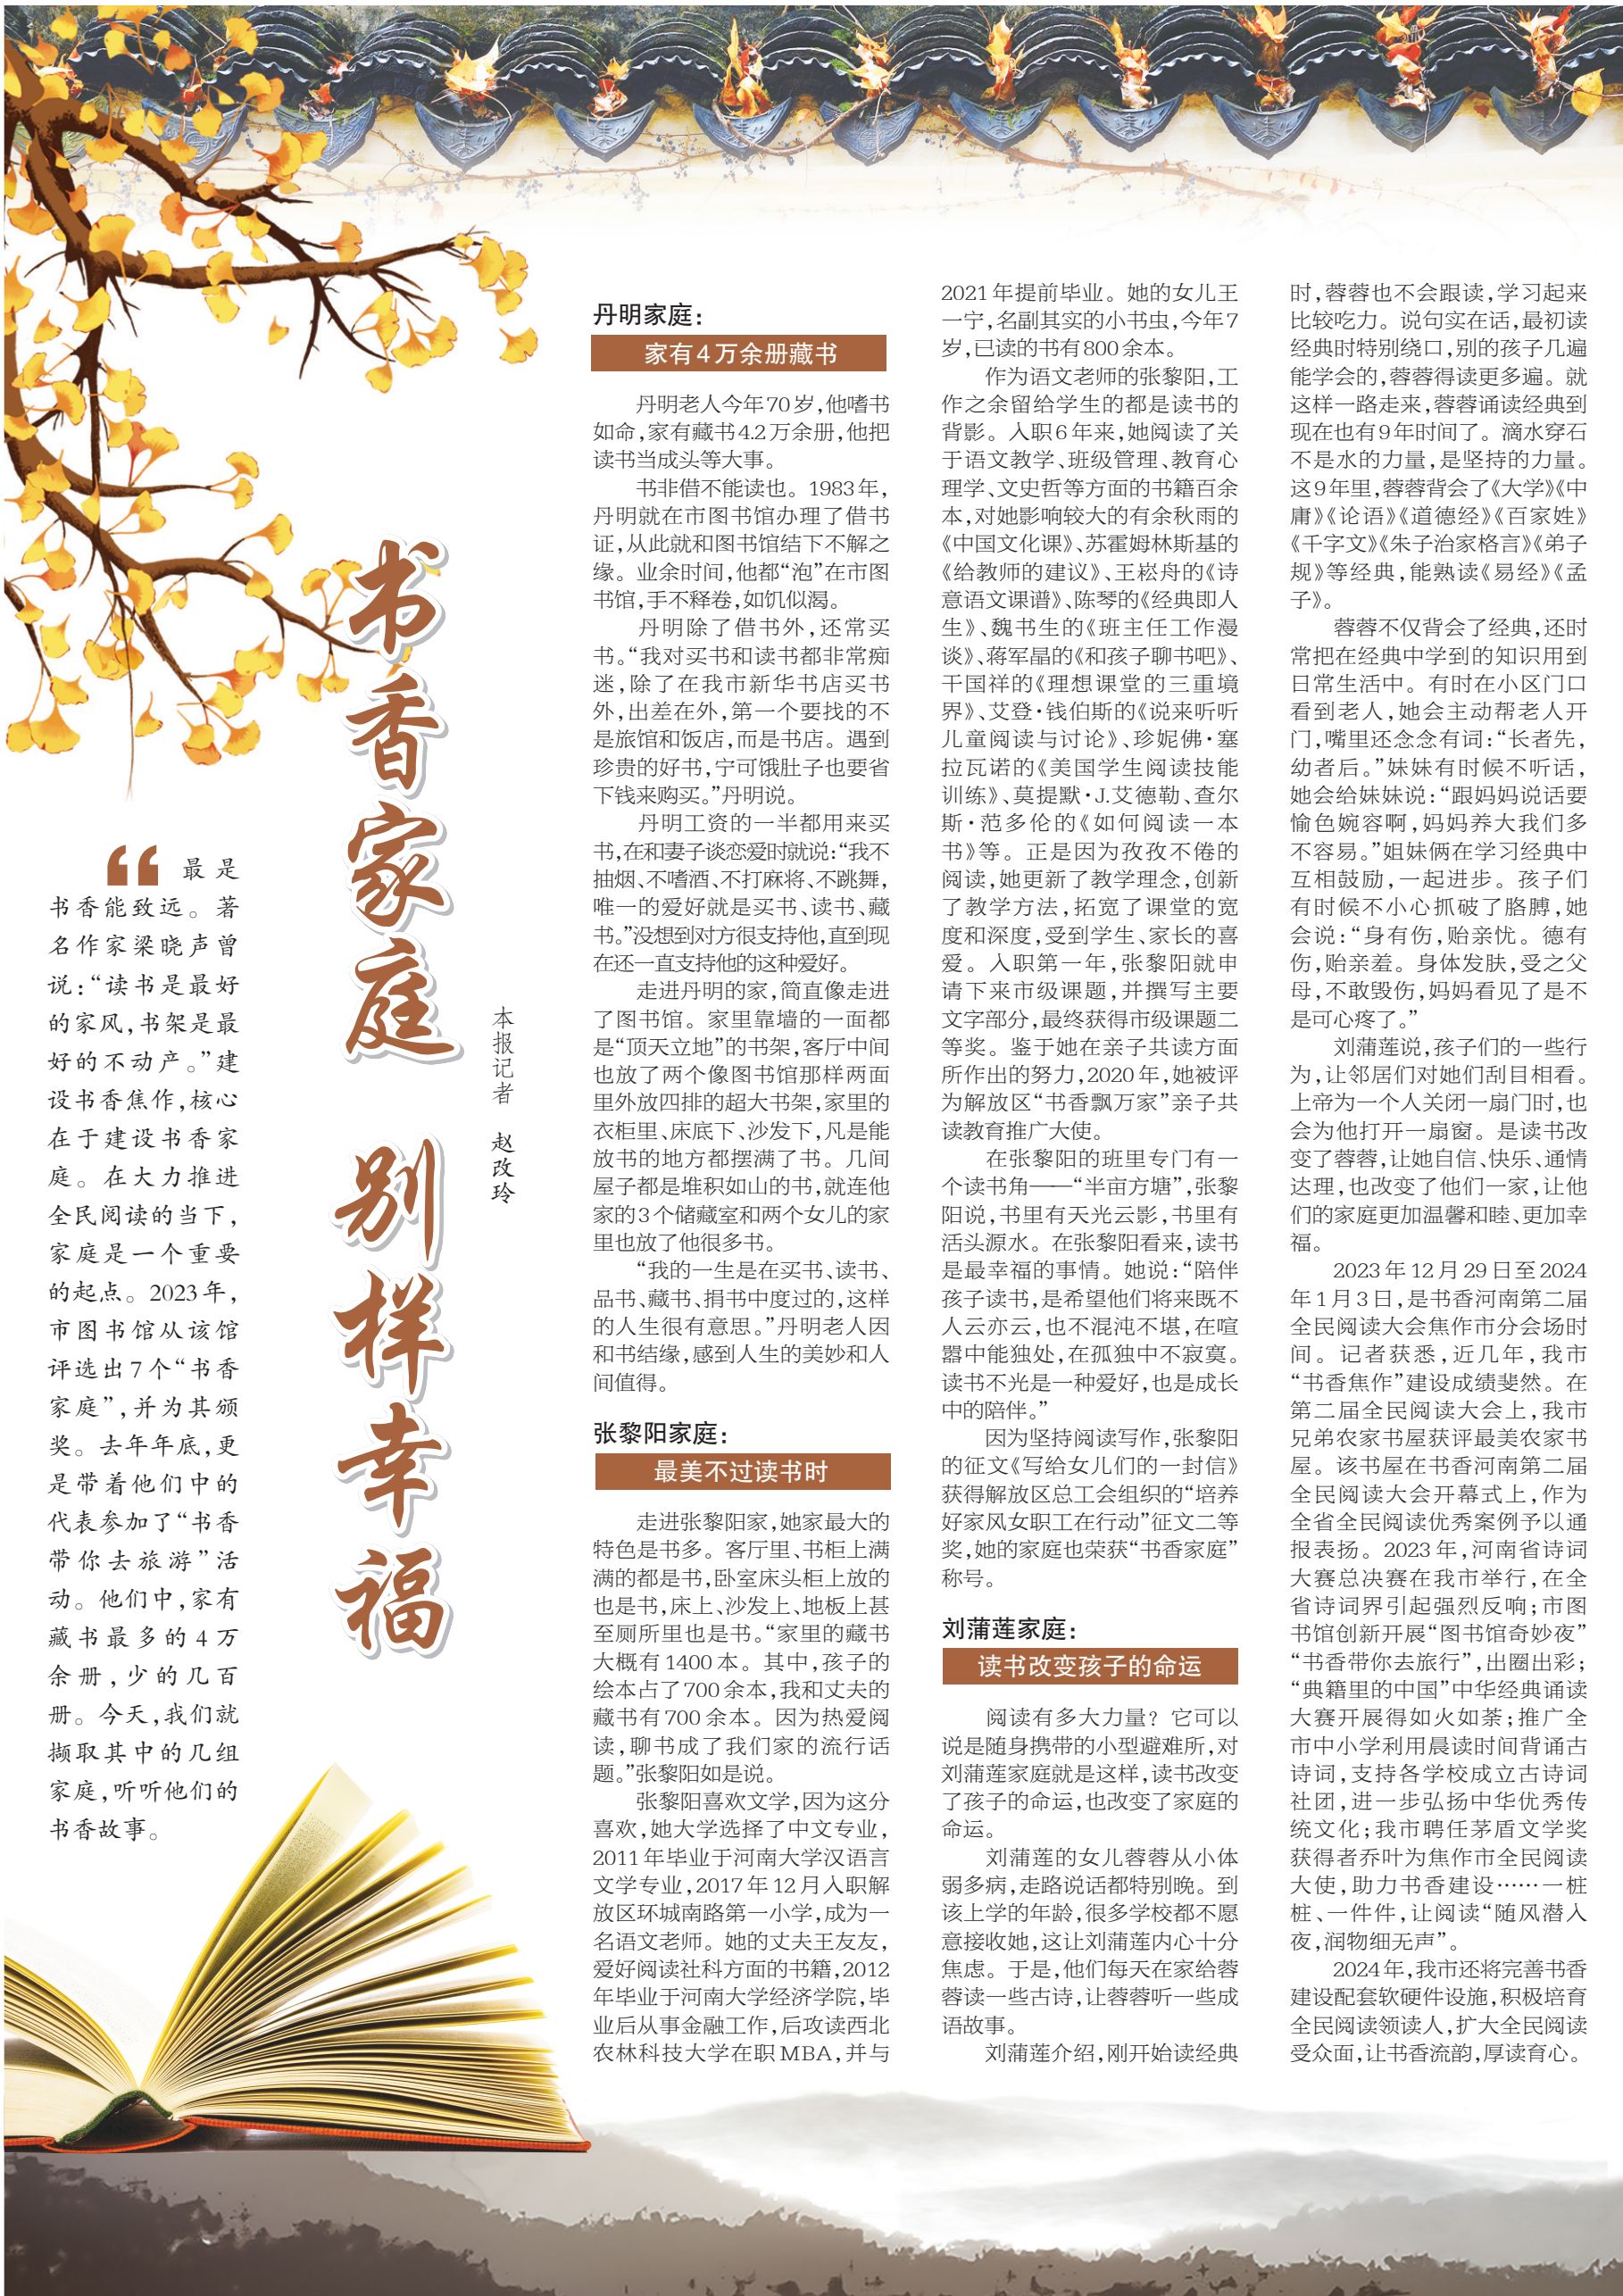 书香家庭 别样幸福
本报记者 赵改玲
“最是
书香能致远。著
名作家梁晓声曾
说：“读书是最好
的家风，书架是最
好的不动产。”建
设书香焦作，核心
在于建设书香家
庭。在大力推进
全民阅读的当下，
家庭是一个重要
的起点。2023年，
市图书馆从该馆
评选出7个“书香
家庭”，并为其颁
奖。去年年底，更
是带着他们中的
代表参加了“书香
带你去旅游”活
动。他们中，家有
藏书最多的4万
余册，少的几百
册。今天，我们就
撷取其中的几组
家庭，听听他们的
书香故事。
丹明家庭：
家有4万余册藏书
丹明老人今年70岁，他嗜书
如命，家有藏书4.2万余册，他把
读书当成头等大事。
书非借不能读也。1983年，
丹明就在市图书馆办理了借书
证，从此就和图书馆结下不解之
缘。业余时间，他都“泡”在市图
书馆，手不释卷，如饥似渴。
丹明除了借书外，还常买
书。“我对买书和读书都非常痴
迷，除了在我市新华书店买书
外，出差在外，第一个要找的不
是旅馆和饭店，而是书店。遇到
珍贵的好书，宁可饿肚子也要省
下钱来购买。”丹明说。
丹明工资的一半都用来买
书，在和妻子谈恋爱时就说：“我不
抽烟、不嗜酒、不打麻将、不跳舞，
唯一的爱好就是买书、读书、藏
书。”没想到对方很支持他，直到现
在还一直支持他的这种爱好。
走进丹明的家，简直像走进
了图书馆。家里靠墙的一面都
是“顶天立地”的书架，客厅中间
也放了两个像图书馆那样两面
里外放四排的超大书架，家里的
衣柜里、床底下、沙发下，凡是能
放书的地方都摆满了书。几间
屋子都是堆积如山的书，就连他
家的3个储藏室和两个女儿的家
里也放了他很多书。
“我的一生是在买书、读书、
品书、藏书、捐书中度过的，这样
的人生很有意思。”丹明老人因
和书结缘，感到人生的美妙和人
间值得。
张黎阳家庭：
最美不过读书时
走进张黎阳家，她家最大的
特色是书多。客厅里、书柜上满
满的都是书，卧室床头柜上放的
也是书，床上、沙发上、地板上甚
至厕所里也是书。“家里的藏书
大概有1400本。其中，孩子的
绘本占了700余本，我和丈夫的
藏书有700余本。因为热爱阅
读，聊书成了我们家的流行话
题。”张黎阳如是说。
张黎阳喜欢文学，因为这分
喜欢，她大学选择了中文专业，
2011年毕业于河南大学汉语言
文学专业，2017年12月入职解
放区环城南路第一小学，成为一
名语文老师。她的丈夫王友友，
爱好阅读社科方面的书籍，2012
年毕业于河南大学经济学院，毕
业后从事金融工作，后攻读西北
农林科技大学在职MBA，并与
2021年提前毕业。她的女儿王
一宁，名副其实的小书虫，今年7
岁，已读的书有800余本。
作为语文老师的张黎阳，工
作之余留给学生的都是读书的
背影。入职6年来，她阅读了关
于语文教学、班级管理、教育心
理学、文史哲等方面的书籍百余
本，对她影响较大的有余秋雨的
《中国文化课》、苏霍姆林斯基的
《给教师的建议》、王崧舟的《诗
意语文课谱》、陈琴的《经典即人
生》、魏书生的《班主任工作漫
谈》、蒋军晶的《和孩子聊书吧》、
干国祥的《理想课堂的三重境
界》、艾登·钱伯斯的《说来听听
儿童阅读与讨论》、珍妮佛·塞
拉瓦诺的《美国学生阅读技能
训练》、莫提默·J.艾德勒、查尔
斯·范多伦的《如何阅读一本
书》等。正是因为孜孜不倦的
阅读，她更新了教学理念，创新
了教学方法，拓宽了课堂的宽
度和深度，受到学生、家长的喜
爱。入职第一年，张黎阳就申
请下来市级课题，并撰写主要
文字部分，最终获得市级课题二
等奖。鉴于她在亲子共读方面
所作出的努力，2020年，她被评
为解放区“书香飘万家”亲子共
读教育推广大使。
在张黎阳的班里专门有一
个读书角——“半亩方塘”，张黎
阳说，书里有天光云影，书里有
活头源水。在张黎阳看来，读书
是最幸福的事情。她说：“陪伴
孩子读书，是希望他们将来既不
人云亦云，也不混沌不堪，在喧
嚣中能独处，在孤独中不寂寞。
读书不光是一种爱好，也是成长
中的陪伴。”
因为坚持阅读写作，张黎阳
的征文《写给女儿们的一封信》
获得解放区总工会组织的“培养
好家风女职工在行动”征文二等
奖，她的家庭也荣获“书香家庭”
称号。
刘蒲莲家庭：
读书改变孩子的命运
阅读有多大力量？它可以
说是随身携带的小型避难所，对
刘蒲莲家庭就是这样，读书改变
了孩子的命运，也改变了家庭的
命运。
刘蒲莲的女儿蓉蓉从小体
弱多病，走路说话都特别晚。到
该上学的年龄，很多学校都不愿
意接收她，这让刘蒲莲内心十分
焦虑。于是，他们每天在家给蓉
蓉读一些古诗，让蓉蓉听一些成
语故事。
刘蒲莲介绍，刚开始读经典
时，蓉蓉也不会跟读，学习起来
比较吃力。说句实在话，最初读
经典时特别绕口，别的孩子几遍
能学会的，蓉蓉得读更多遍。就
这样一路走来，蓉蓉诵读经典到
现在也有9年时间了。滴水穿石
不是水的力量，是坚持的力量。
这9年里，蓉蓉背会了《大学》《中
庸》《论语》《道德经》《百家姓》
《千字文》《朱子治家格言》《弟子
规》等经典，能熟读《易经》《孟
子》。
蓉蓉不仅背会了经典，还时
常把在经典中学到的知识用到
日常生活中。有时在小区门口
看到老人，她会主动帮老人开
门，嘴里还念念有词：“长者先，
幼者后。”妹妹有时候不听话，
她会给妹妹说：“跟妈妈说话要
愉色婉容啊，妈妈养大我们多
不容易。”姐妹俩在学习经典中
互相鼓励，一起进步。孩子们
有时候不小心抓破了胳膊，她
会说：“身有伤，贻亲忧。德有
伤，贻亲羞。身体发肤，受之父
母，不敢毁伤，妈妈看见了是不
是可心疼了。”
刘蒲莲说，孩子们的一些行
为，让邻居们对她们刮目相看。
上帝为一个人关闭一扇门时，也
会为他打开一扇窗。是读书改
变了蓉蓉，让她自信、快乐、通情
达理，也改变了他们一家，让他
们的家庭更加温馨和睦、更加幸
福。
2023年12月29日至2024
年1月3日，是书香河南第二届
全民阅读大会焦作市分会场时
间。记者获悉，近几年，我市
“书香焦作”建设成绩斐然。在
第二届全民阅读大会上，我市
兄弟农家书屋获评最美农家书
屋。该书屋在书香河南第二届
全民阅读大会开幕式上，作为
全省全民阅读优秀案例予以通
报表扬。2023年，河南省诗词
大赛总决赛在我市举行，在全
省诗词界引起强烈反响；市图
书馆创新开展“图书馆奇妙夜”
“书香带你去旅行”，出圈出彩；
“典籍里的中国”中华经典诵读
大赛开展得如火如荼；推广全
市中小学利用晨读时间背诵古
诗词，支持各学校成立古诗词
社团，进一步弘扬中华优秀传
统文化；我市聘任茅盾文学奖
获得者乔叶为焦作市全民阅读
大使，助力书香建设……一桩
桩、一件件，让阅读“随风潜入
夜，润物细无声”。
2024年，我市还将完善书香
建设配套软硬件设施，积极培育
全民阅读领读人，扩大全民阅读
受众面，让书香流韵，厚读育心。